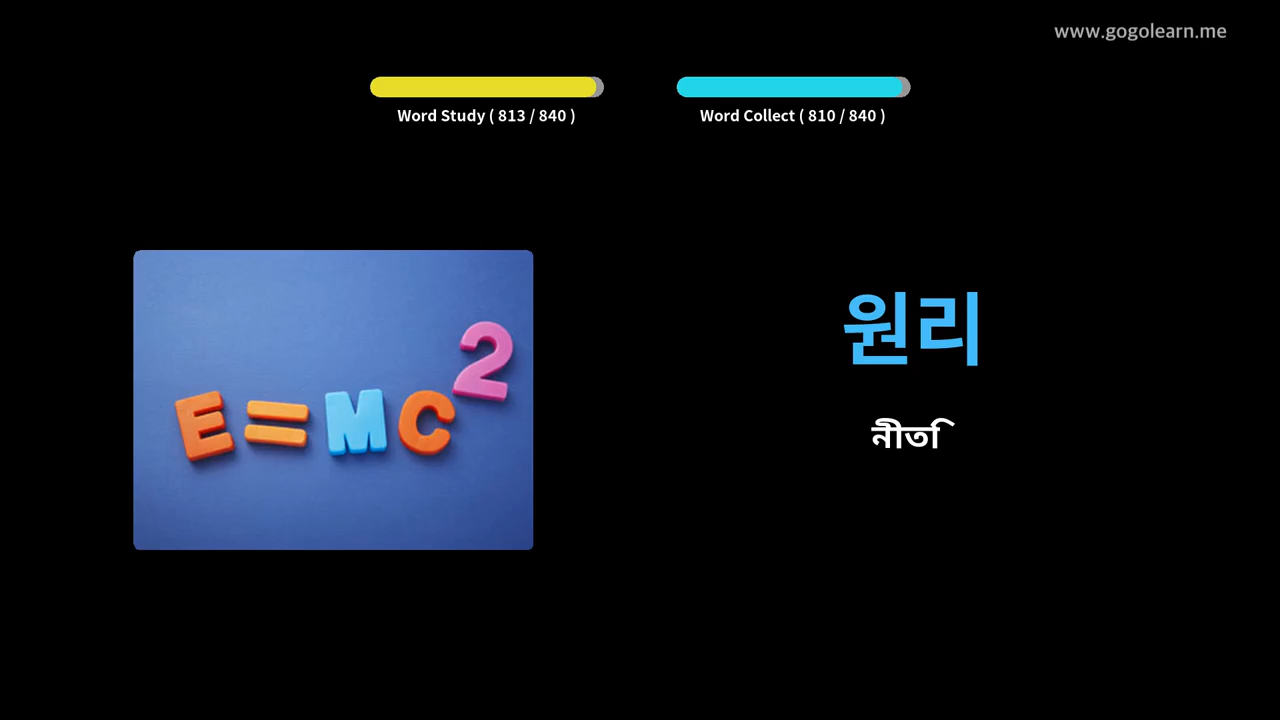 www.gogolearn.me
Word Study ( 813 / 840 )
Word Collect ( 810 / 840 )
E=MC²
원리
নীতি